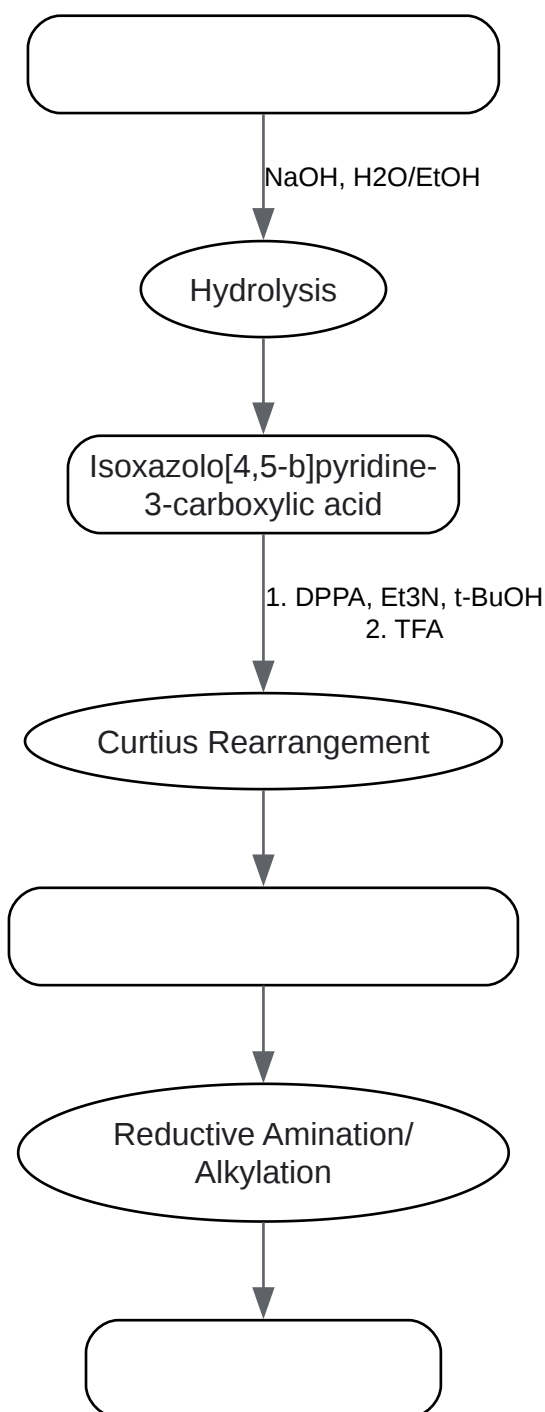 NaOH, H2O/EtOH
Hydrolysis
Isoxazolo[4,5-b]pyridine-
3-carboxylic acid
1. DPPA, Et3N, t-BuOH
2. TFA
Curtius Rearrangement
Reductive Amination/
Alkylation